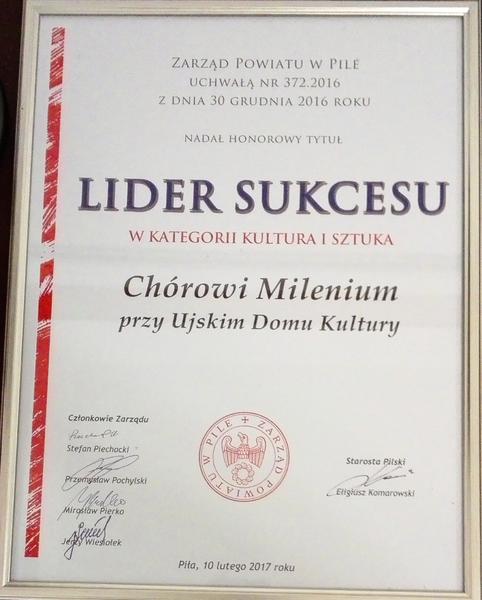 ZARZĄD POWIATU W PILE
UCHWAŁĄ NR 372.2016
Z DNIA 30 GRUDNIA 2016 ROKU
NADAŁ HONOROWY TYTUŁ
LIDER SUKCESU
W KATEGORII KULTURA I SZTUKA
Chórowi Milenium
przy Ujskim Domu Kultury
Członkowie Zarządu
Stefan Piechocki
Przemysław Pochylski
Mirosław Pierko
Jerzy Wiesiołek
ZARZĄD POWIATU W PILE
Starosta Pilski
Eligiusz Komarowski
Piła, 10 lutego 2017 roku